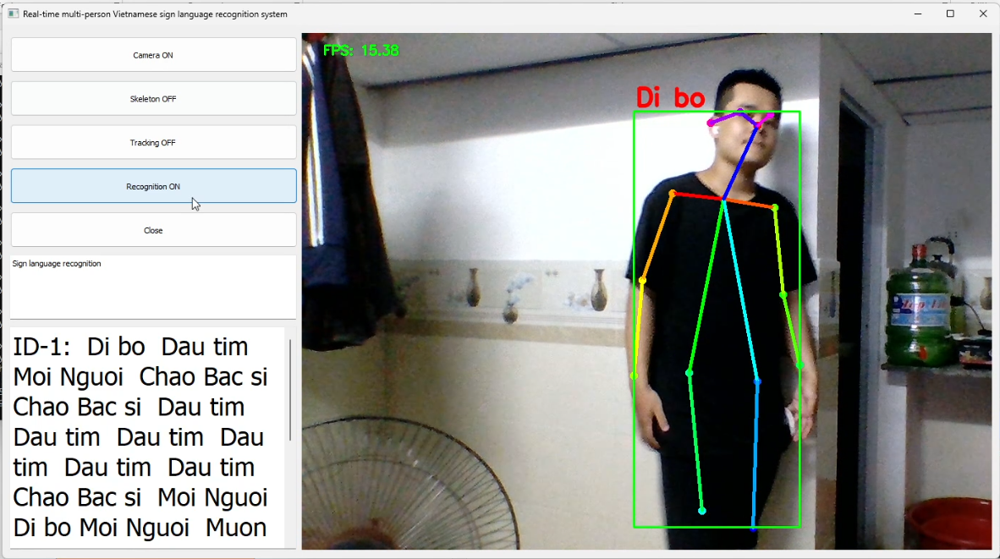 Real-time multi-person Vietnamese sign language recognition system
Camera ON
Skeleton OFF
Tracking OFF
Recognition ON
Close
Sign language recognition
ID-1: Di bo Dau tim
Moi Nguoi Chao Bac si
Chao Bac si Dau tim
Dau tim Dau tim Dau
tim Dau tim Dau tim
Chao Bac si Moi Nguoi
Di bo Moi Nguoi Muon
FPS: 15.38
Di bo